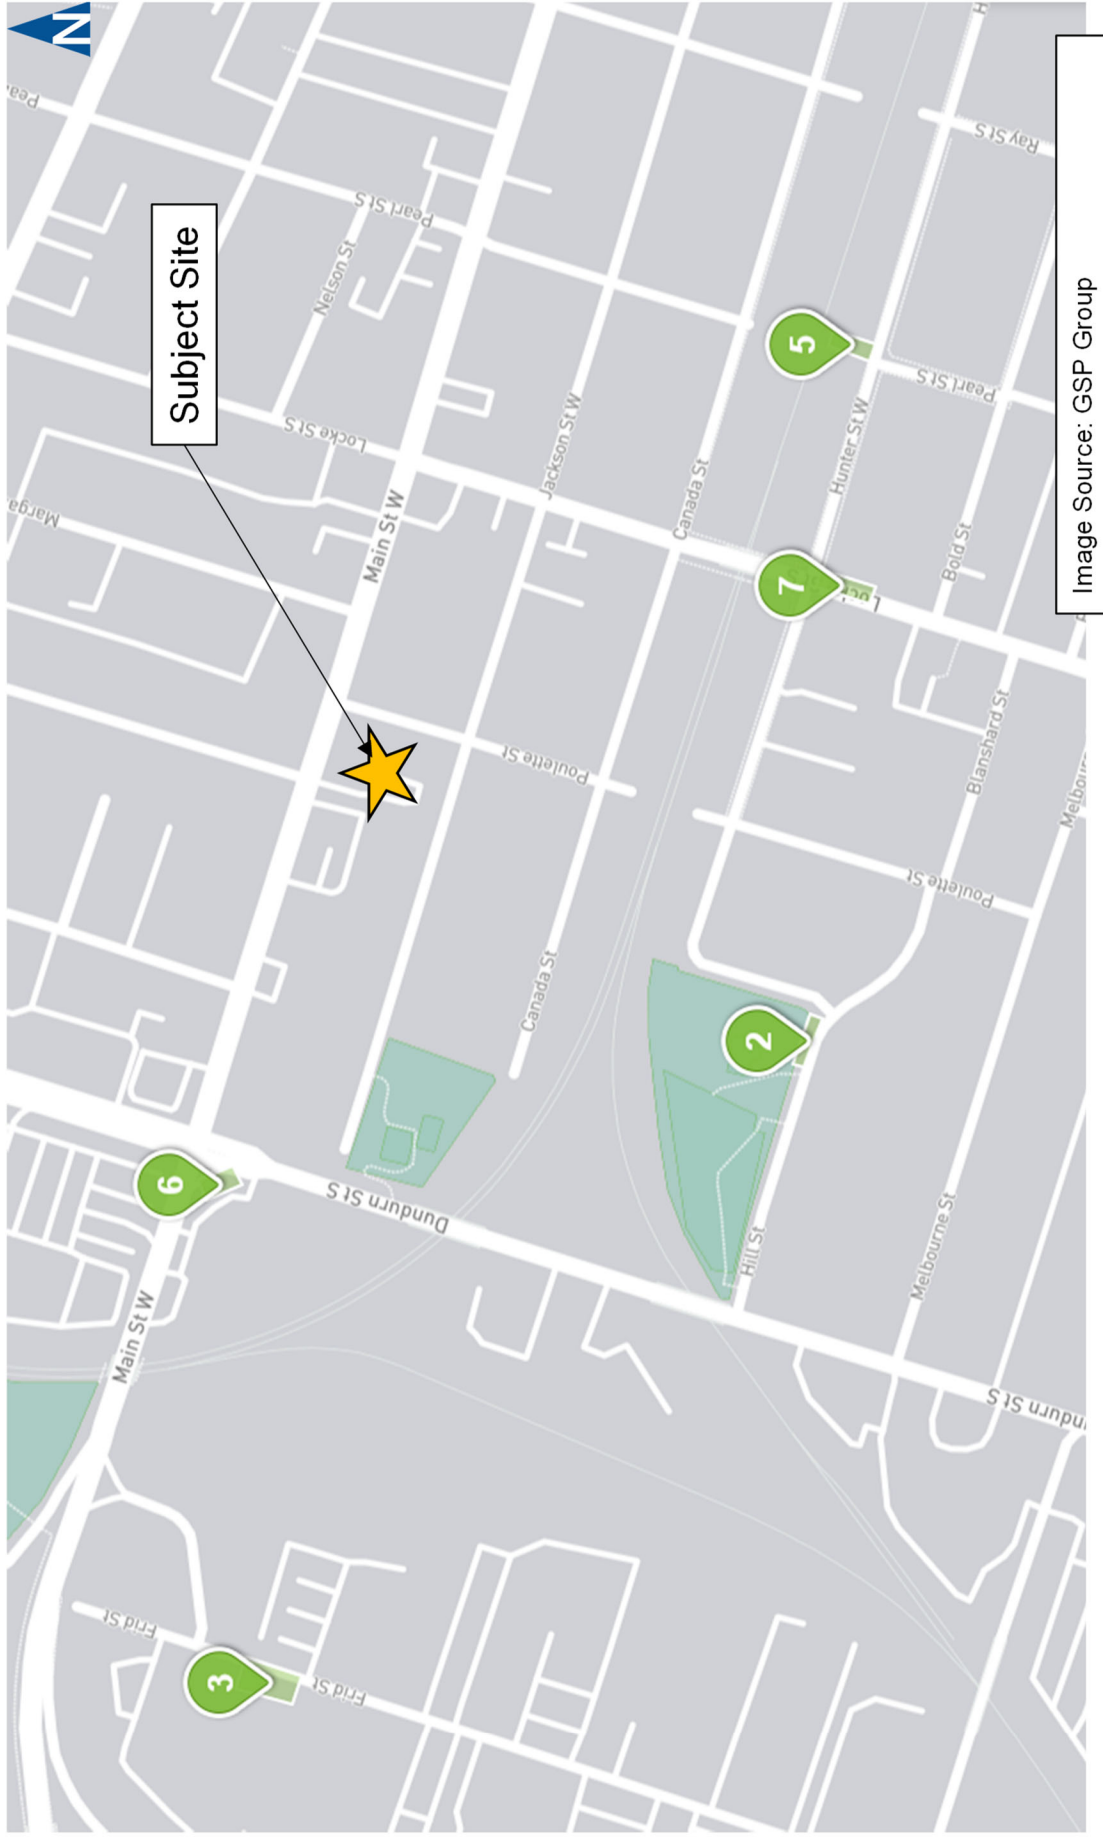 N
Pearl St S
Subject Site
Nelson St
Pearl St S
Locke St S
Main St W
Jackson St W
Canada St
Ray St S
5
Hunter St W
Pearl St S
7
Bold St
Blanshard St
Poulette St
Poulette St
2
Canada St
6
Dundurn St S
Main St W
Hill St
Melbourne St
Frid St
3
Frid St
Image Source: GSP Group